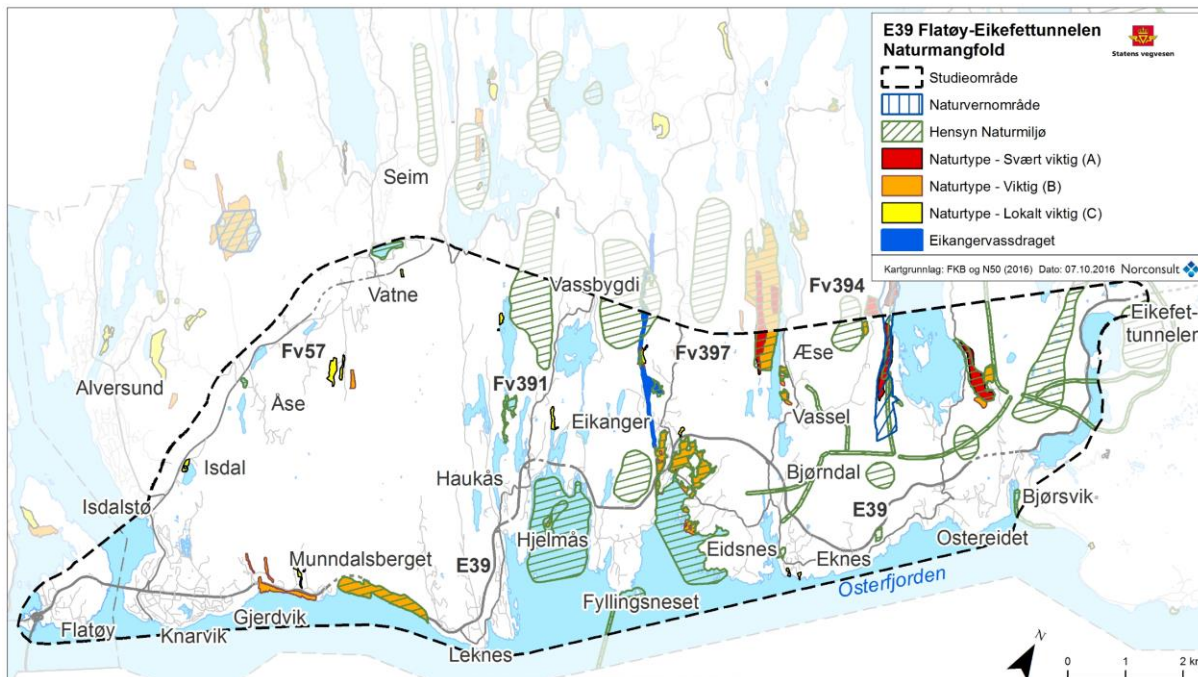 E39 Flatøy-Eikefettunnelen
Naturmangfold
Statens vegvesen
Studieområde
Naturvernområde
Hensyn Naturmiljø
Naturtype - Svært viktig (A)
Naturtype - Viktig (B)
Naturtype - Lokalt viktig (C)
Eikangervassdraget
Kartgrunnlag: FKB og N50 (2016) Dato: 07.10.2016 Norconsult
Seim
Vassbygdi
Fv394
Vatne
Eikefet-
tunnelen
Fv57
Fv397
Æse
Alversund
Åse
Fv391
Eikanger
Vassel
Isdal
Haukås
Bjørndal
Isdalstø
E39
Bjørsvik
Munndalsberget
E39
Hjelmås
Eidsnes
Eknes
Ostereidet
Osterfjorden
Flatøy
Knarvik
Gjerdvik
Leknes
Fyllingsneset
N
0 1 2 km